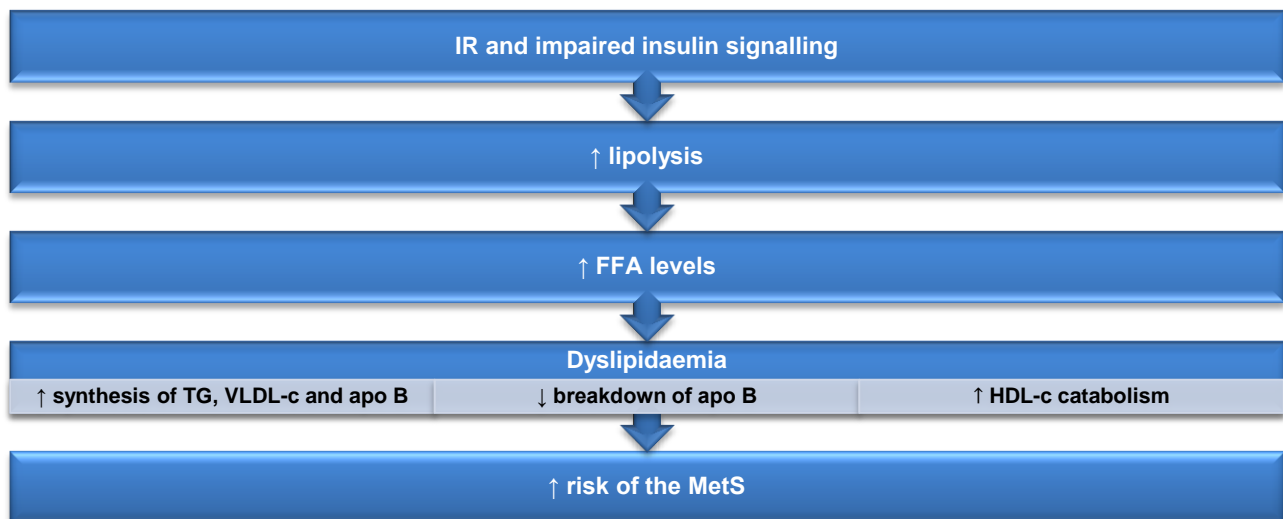 IR and impaired insulin signalling
↑ lipolysis
↑ FFA levels
Dyslipidaemia
↑ synthesis of TG, VLDL-c and apo B
↓ breakdown of apo B
↑ HDL-c catabolism
↑ risk of the MetS